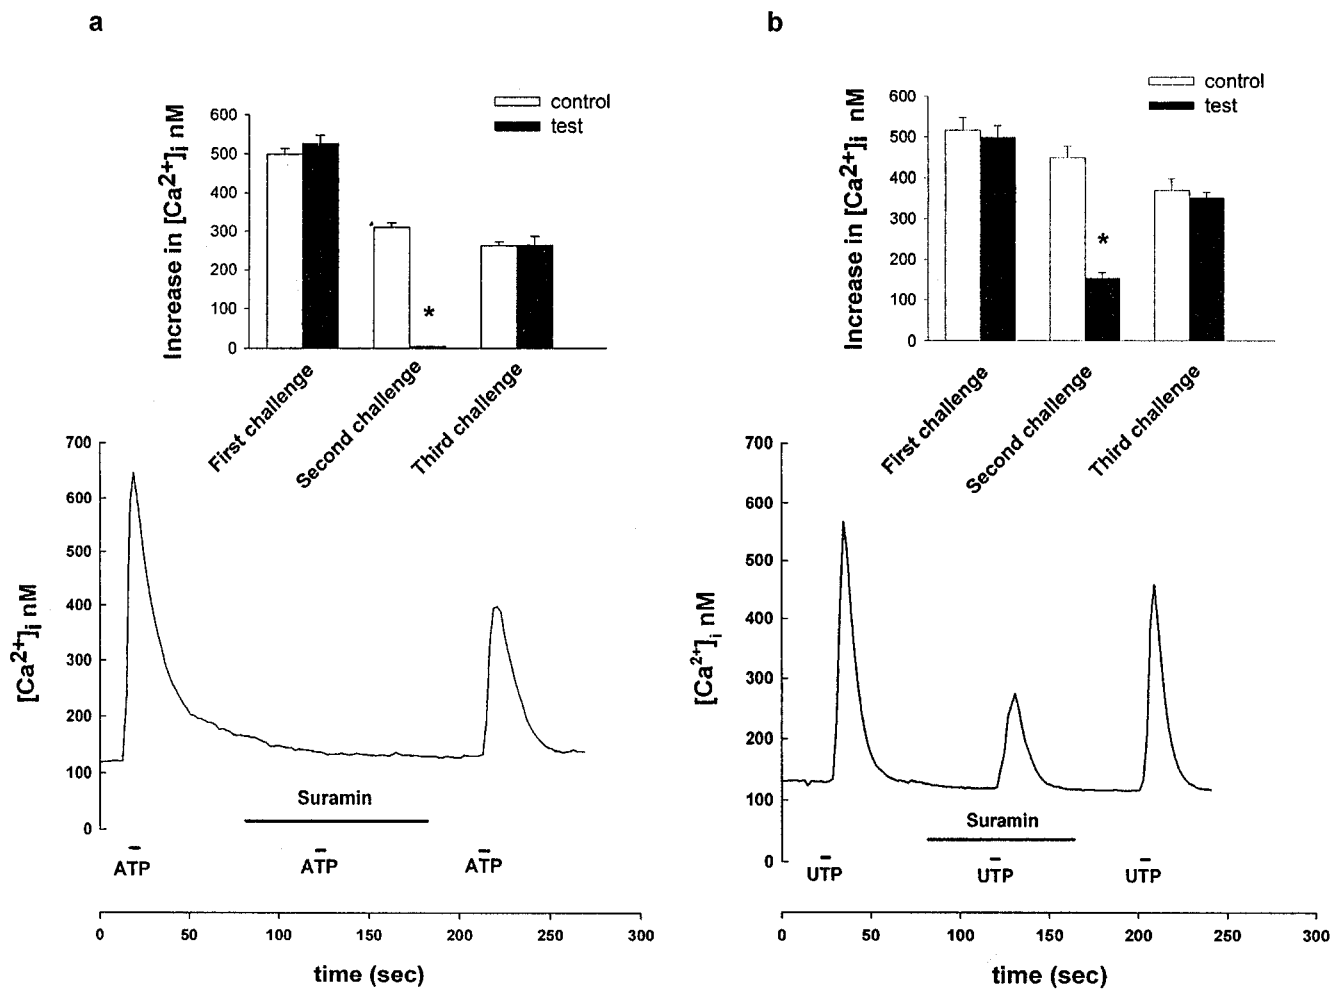 a
control
test
Increase in [Ca2+]i nM
600
500
400
300
200
100
0
*
First challenge
Second challenge
Third challenge
[Ca2+]i nM
700
600
500
400
300
200
100
0
Suramin
ATP
ATP
ATP
0
50
100
150
200
250
300
time (sec)
b
control
test
Increase in [Ca2+]i nM
600
500
400
300
200
100
0
*
First challenge
Second challenge
Third challenge
[Ca2+]i nM
700
600
500
400
300
200
100
0
Suramin
UTP
UTP
UTP
0
50
100
150
200
250
300
time (sec)